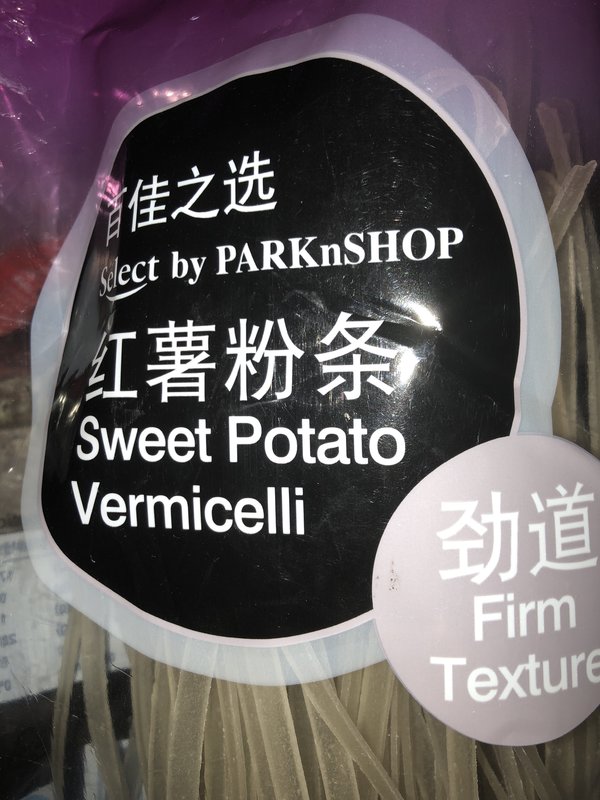 百佳之选
Select by PARKnSHOP
红薯粉条
Sweet Potato
Vermicelli
劲道
Firm
Texture